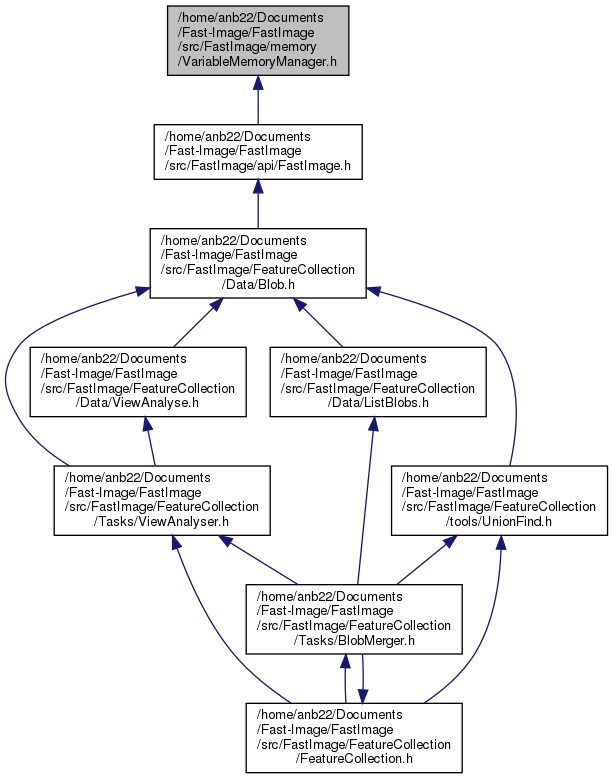 /home/anb22/Documents
/Fast-Image/FastImage
/src/FastImage/memory
/VariableMemoryManager.h
/home/anb22/Documents
/Fast-Image/FastImage
/src/FastImage/api/FastImage.h
/home/anb22/Documents
/Fast-Image/FastImage
/src/FastImage/FeatureCollection
/Data/Blob.h
/home/anb22/Documents
/Fast-Image/FastImage
/src/FastImage/FeatureCollection
/Data/ViewAnalyse.h
/home/anb22/Documents
/Fast-Image/FastImage
/src/FastImage/FeatureCollection
/Data/ListBlobs.h
/home/anb22/Documents
/Fast-Image/FastImage
/src/FastImage/FeatureCollection
/Tasks/ViewAnalyser.h
/home/anb22/Documents
/Fast-Image/FastImage
/src/FastImage/FeatureCollection
/tools/UnionFind.h
/home/anb22/Documents
/Fast-Image/FastImage
/src/FastImage/FeatureCollection
/Tasks/BlobMerger.h
/home/anb22/Documents
/Fast-Image/FastImage
/src/FastImage/FeatureCollection
/FeatureCollection.h